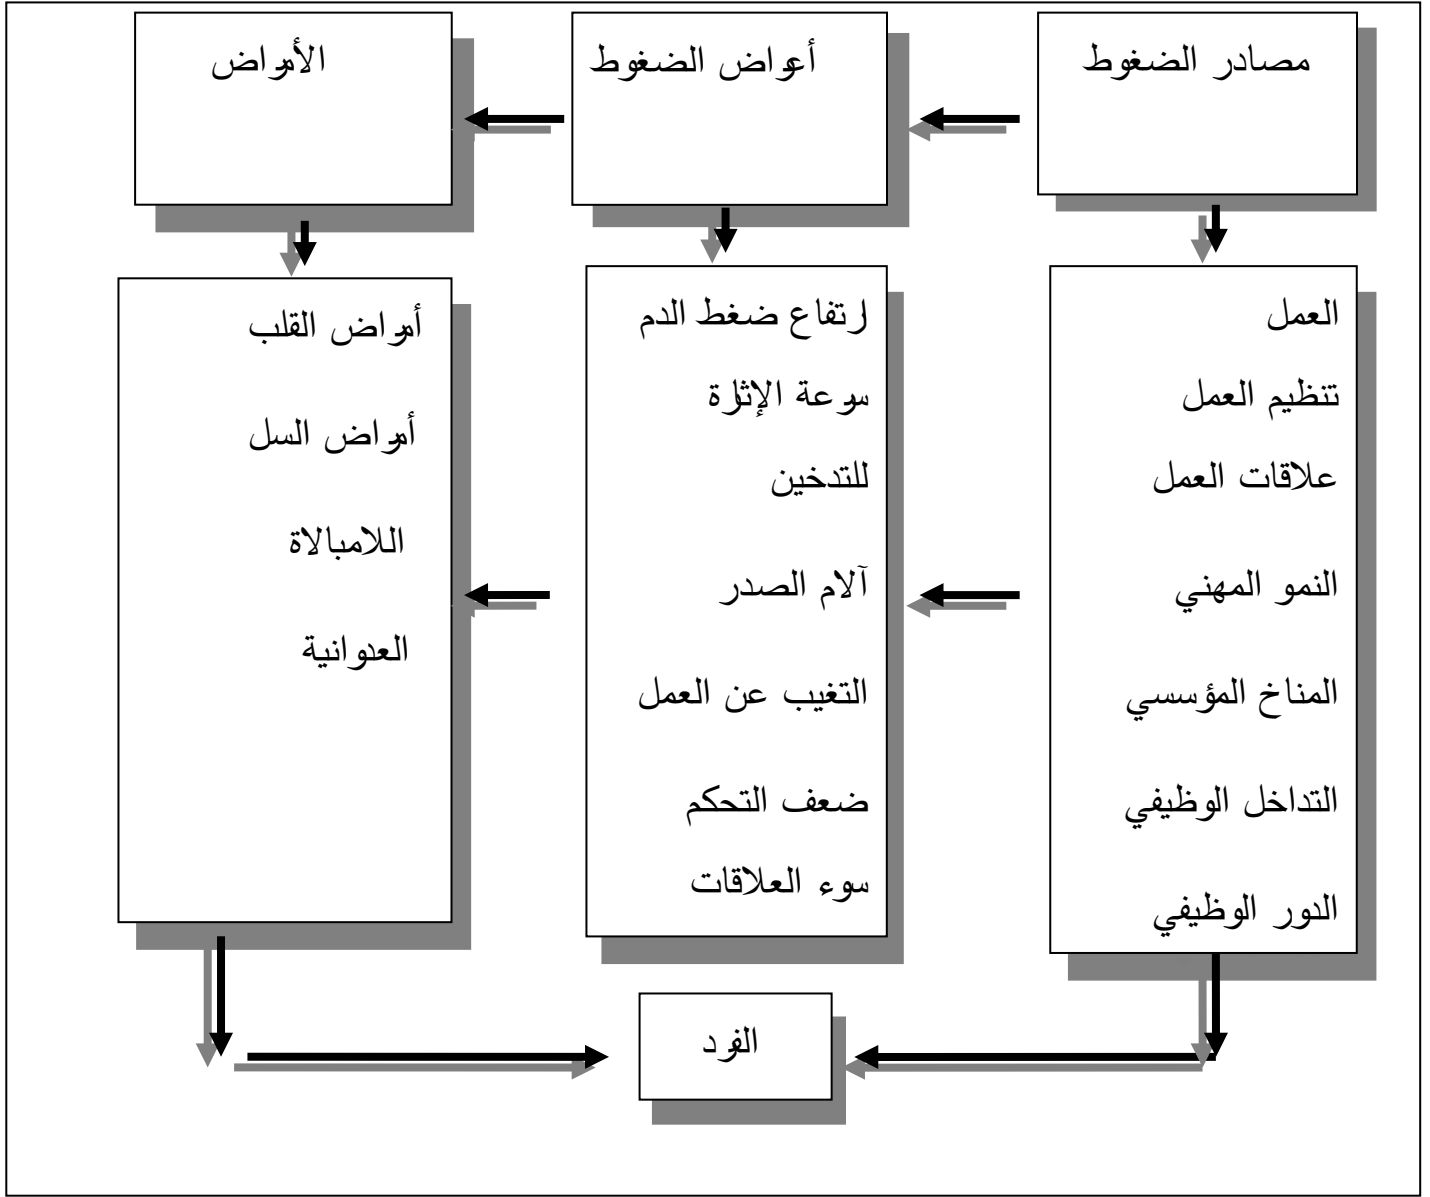 مصادر الضغوط
أعراض الضغوط
الأمراض
العمل
تنظيم العمل
علاقات العمل
النمو المهني
المناخ المؤسسي
التداخل الوظيفي
الدور الوظيفي
ارتفاع ضغط الدم
سرعة الإثارة
للتدخين
آلام الصدر
التغيب عن العمل
ضعف التحكم
سوء العلاقات
أمراض القلب
أمراض السل
اللامبالاة
العدوانية
الفرد